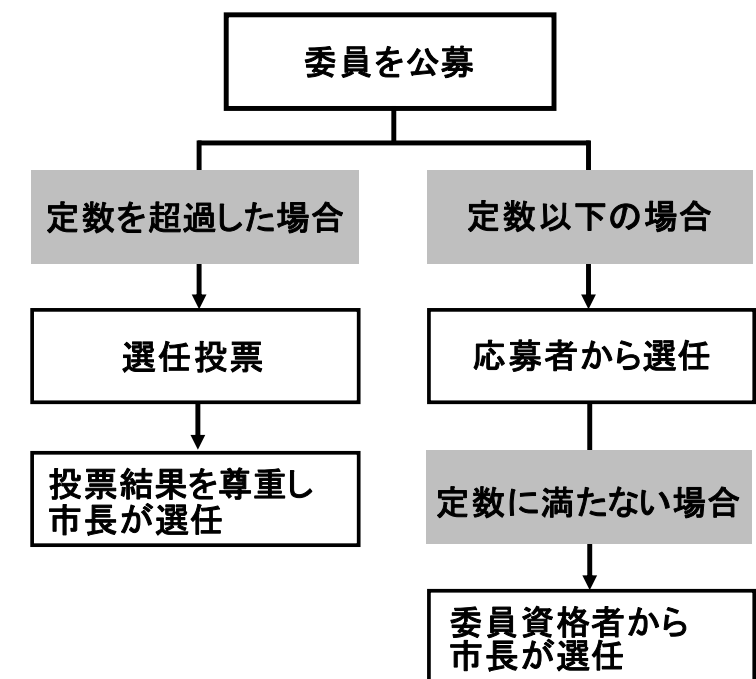 委員を公募
定数を超過した場合
定数以下の場合
選任投票
応募者から選任
投票結果を尊重し
市長が選任
定数に満たない場合
委員資格者から
市長が選任